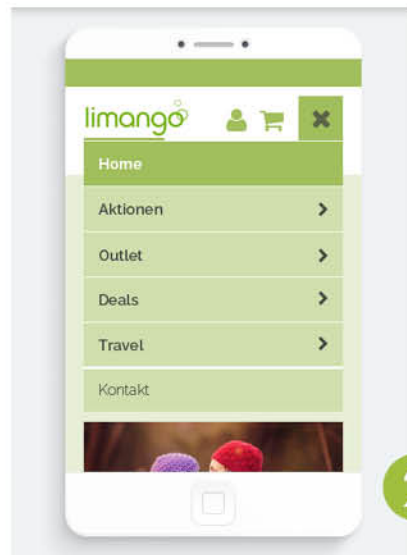 limango
Home
Aktionen
Outlet
Deals
Travel
Kontakt